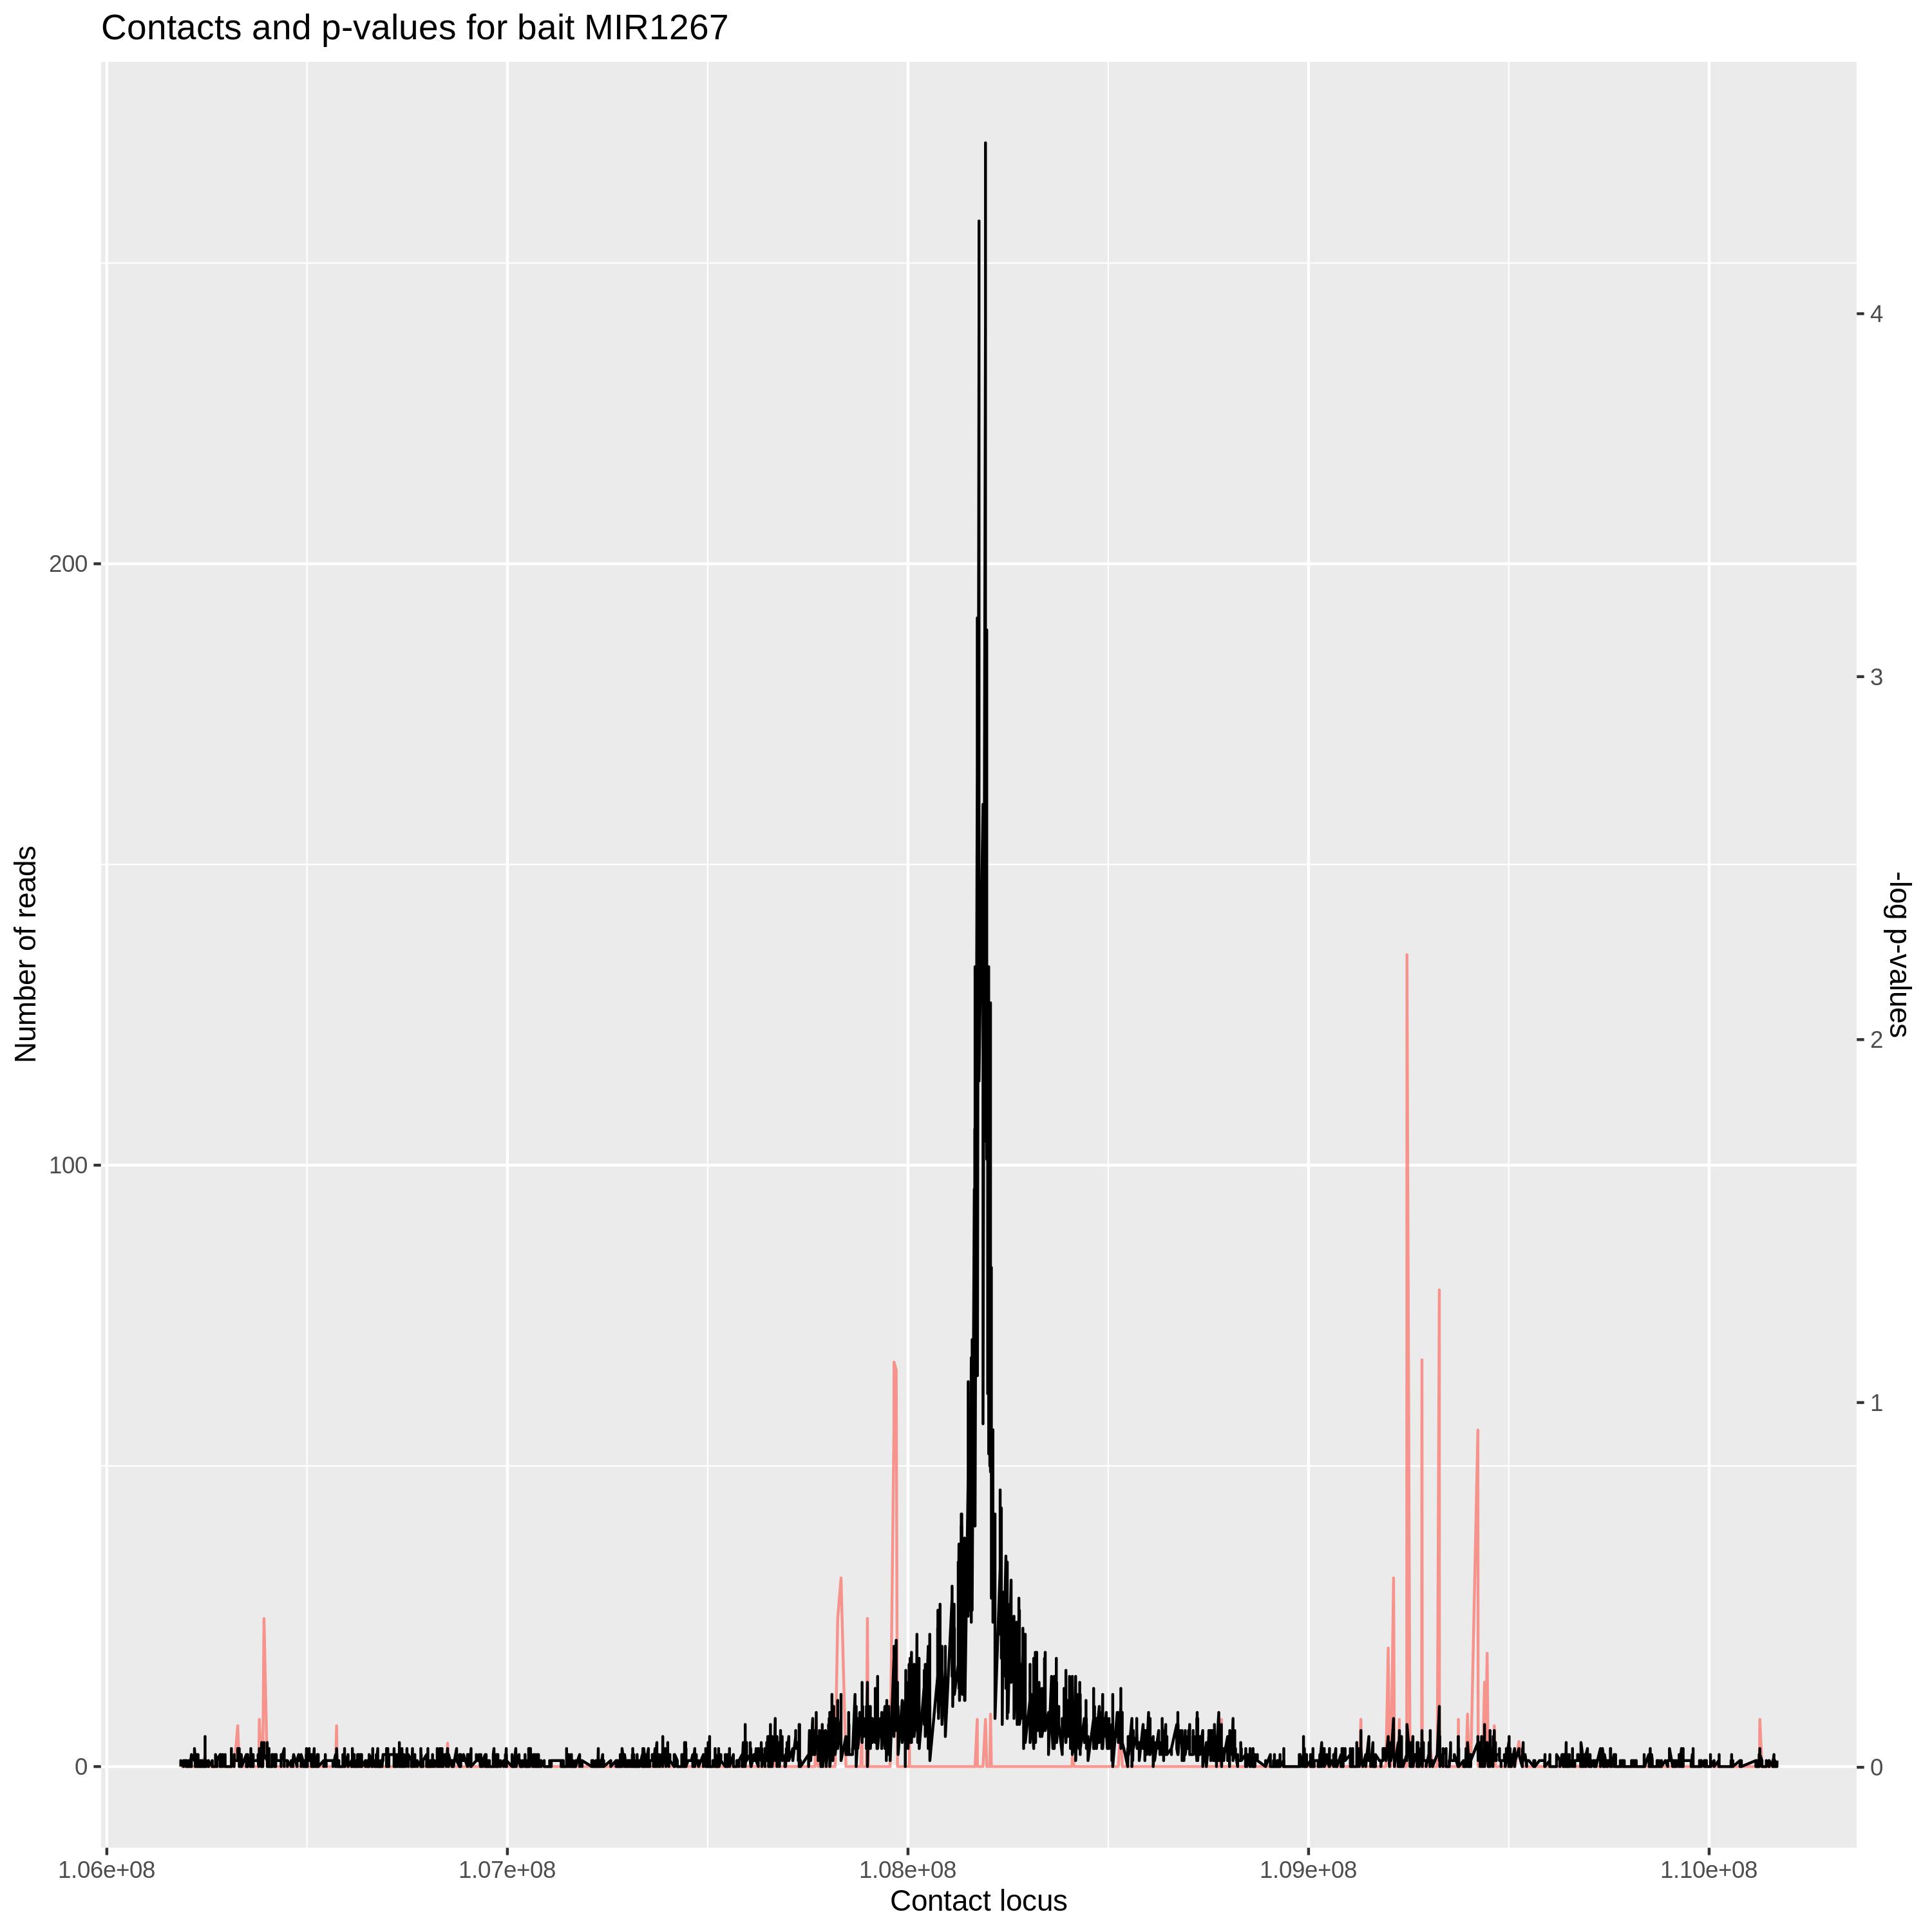 Contacts and p-values for bait MIR1267
Number of reads
200
100
0
4
3
2
1
0
-log p-values
1.06e+08
1.07e+08
1.08e+08
1.09e+08
1.10e+08
Contact locus